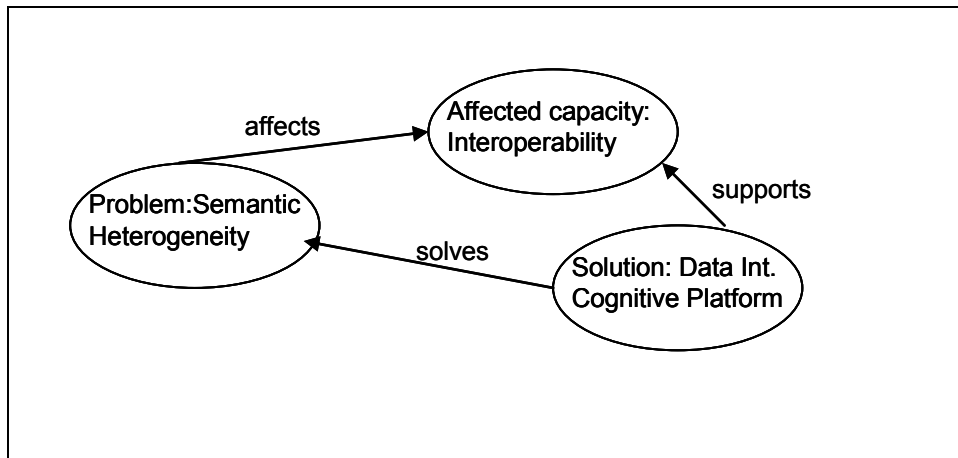 Affected capacity:
Interoperability
affects
supports
Problem:Semantic
Heterogeneity
solves
Solution: Data Int.
Cognitive Platform